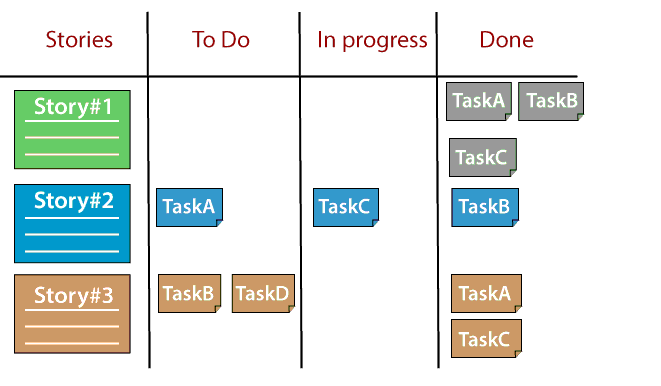 Stories To Do In progress Done
Story#1 TaskA TaskB
TaskC
Story#2 TaskA TaskC TaskB
Story#3 TaskB TaskD TaskA
TaskC